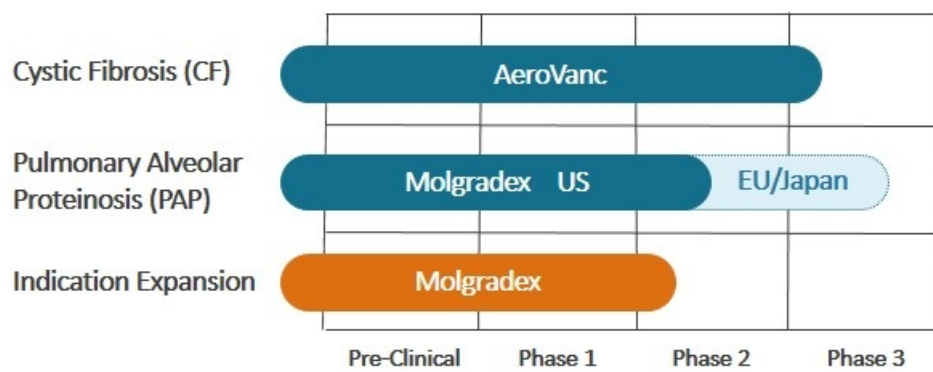 Cystic Fibrosis (CF)
AeroVanc
Pulmonary Alveolar
Proteinosis (PAP)
Molgradex US
EU/Japan
Indication Expansion
Molgradex
Pre-Clinical
Phase 1
Phase 2
Phase 3